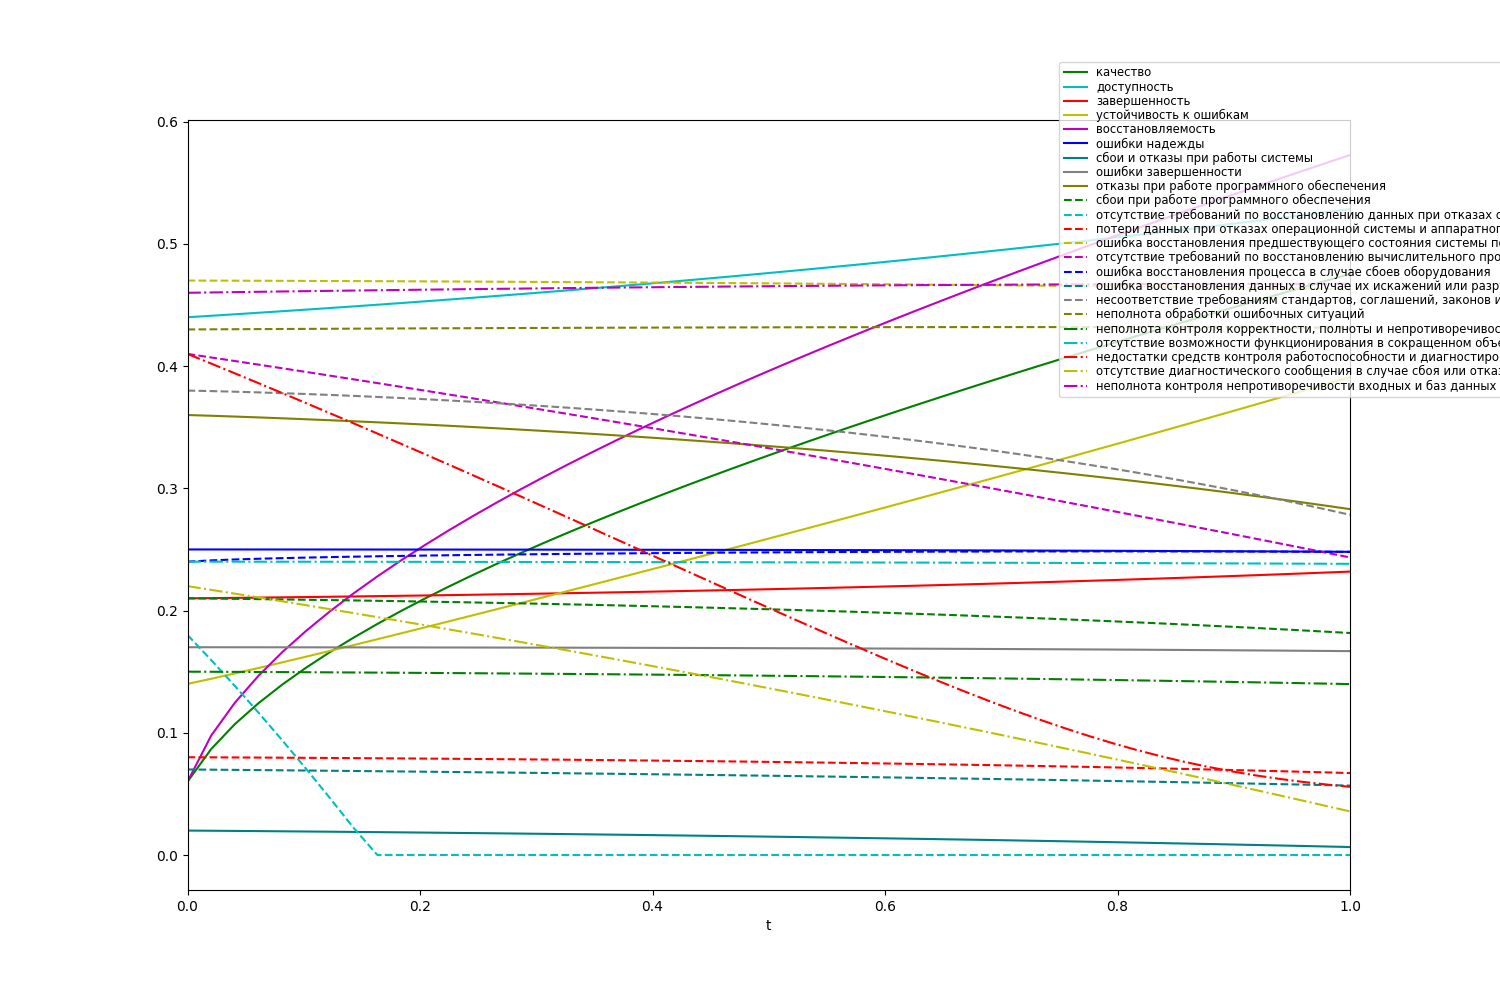 качество
доступность
завершенность
устойчивость к ошибкам
восстановляемость
ошибки надежды
сбои и отказы при работы системы
ошибки завершенности
отказы при работе программного обеспечения
сбои при работе программного обеспечения
отсутствие требований по восстановлению данных при отказах
потери данных при отказах операционной системы и
ошибка восстановления предшествующего состояния системы
отсутствие требований по восстановлению вычислительного
ошибка восстановления процесса в случае сбоев оборудования
ошибка восстановления данных в случае их искажений или
несоответствие требованиям стандартов, соглашений, законов
неполнота обработки ошибочных ситуаций
неполнота контроля корректности, полноты и
отсутствие возможности функционирования в сокращенном
недостатки средств контроля работоспособности и
отсутствие диагностического сообщения в случае сбоя или
неполнота контроля непротиворечивости входных и баз данных
0.6
0.5
0.4
0.3
0.2
0.1
0.0
0.0 0.2 0.4 0.6 0.8 1.0
t